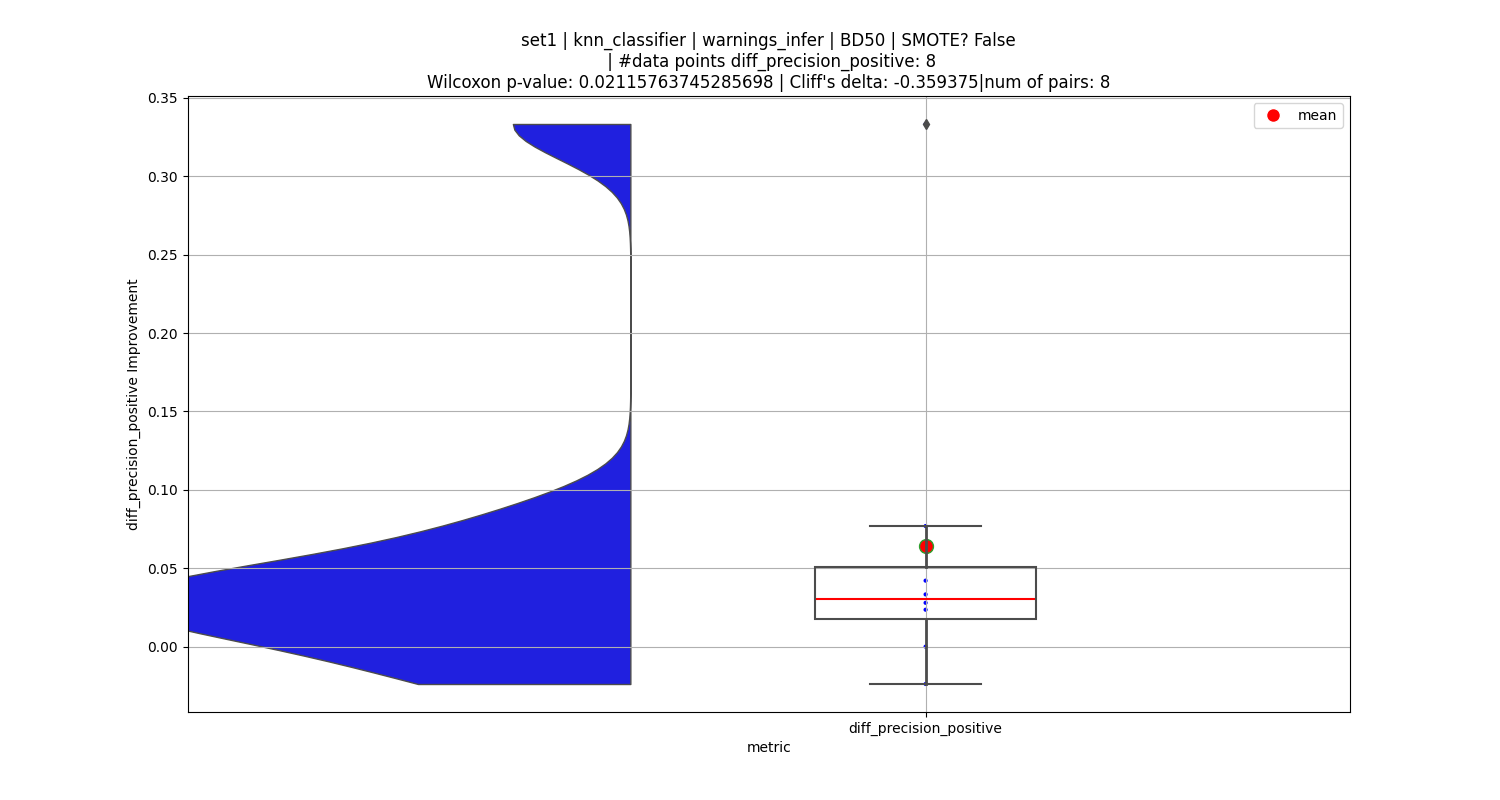 set1 | knn_classifier | warnings_infer | BD50 | SMOTE? False
| #data points diff_precision_positive: 8
Wilcoxon p-value: 0.02115763745285698 | Cliff's delta: -0.359375|num of pairs: 8
mean
0.35
0.30
0.25
0.20
0.15
0.10
0.05
0.00
diff_precision_positive Improvement
diff_precision_positive
metric